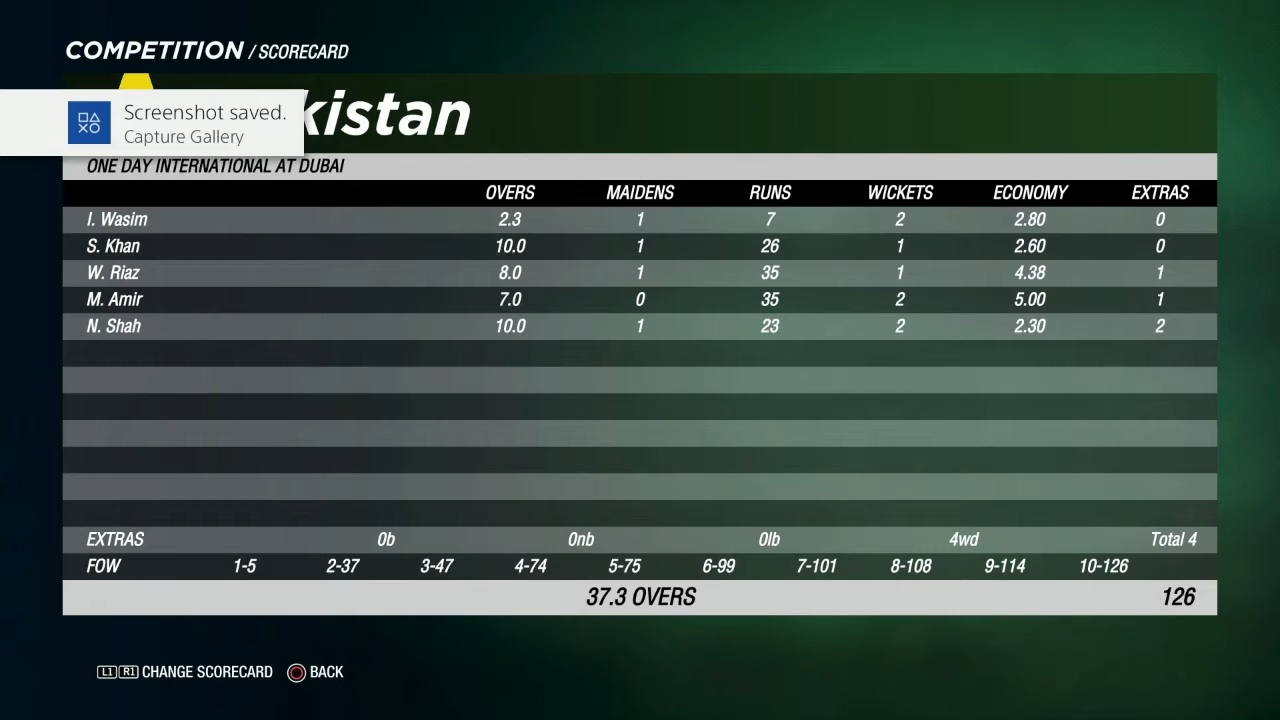 COMPETITION / SCORECARD
Screenshot saved.
Capture Gallery
kistan
ONE DAY INTERNATIONAL AT DUBAI
OVERS MAIDENS RUNS WICKETS ECONOMY EXTRAS
I. Wasim 2.3 1 7 2 2.80 0
S. Khan 10.0 1 26 1 2.60 0
W. Riaz 8.0 1 35 1 4.38 1
M. Amir 7.0 0 35 2 5.00 1
N. Shah 10.0 1 23 2 2.30 2
EXTRAS 0b 0nb 0lb 4wd Total 4
FOW 1-5 2-37 3-47 4-74 5-75 6-99 7-101 8-108 9-114 10-126
37.3 OVERS 126
L1 R1 CHANGE SCORECARD BACK